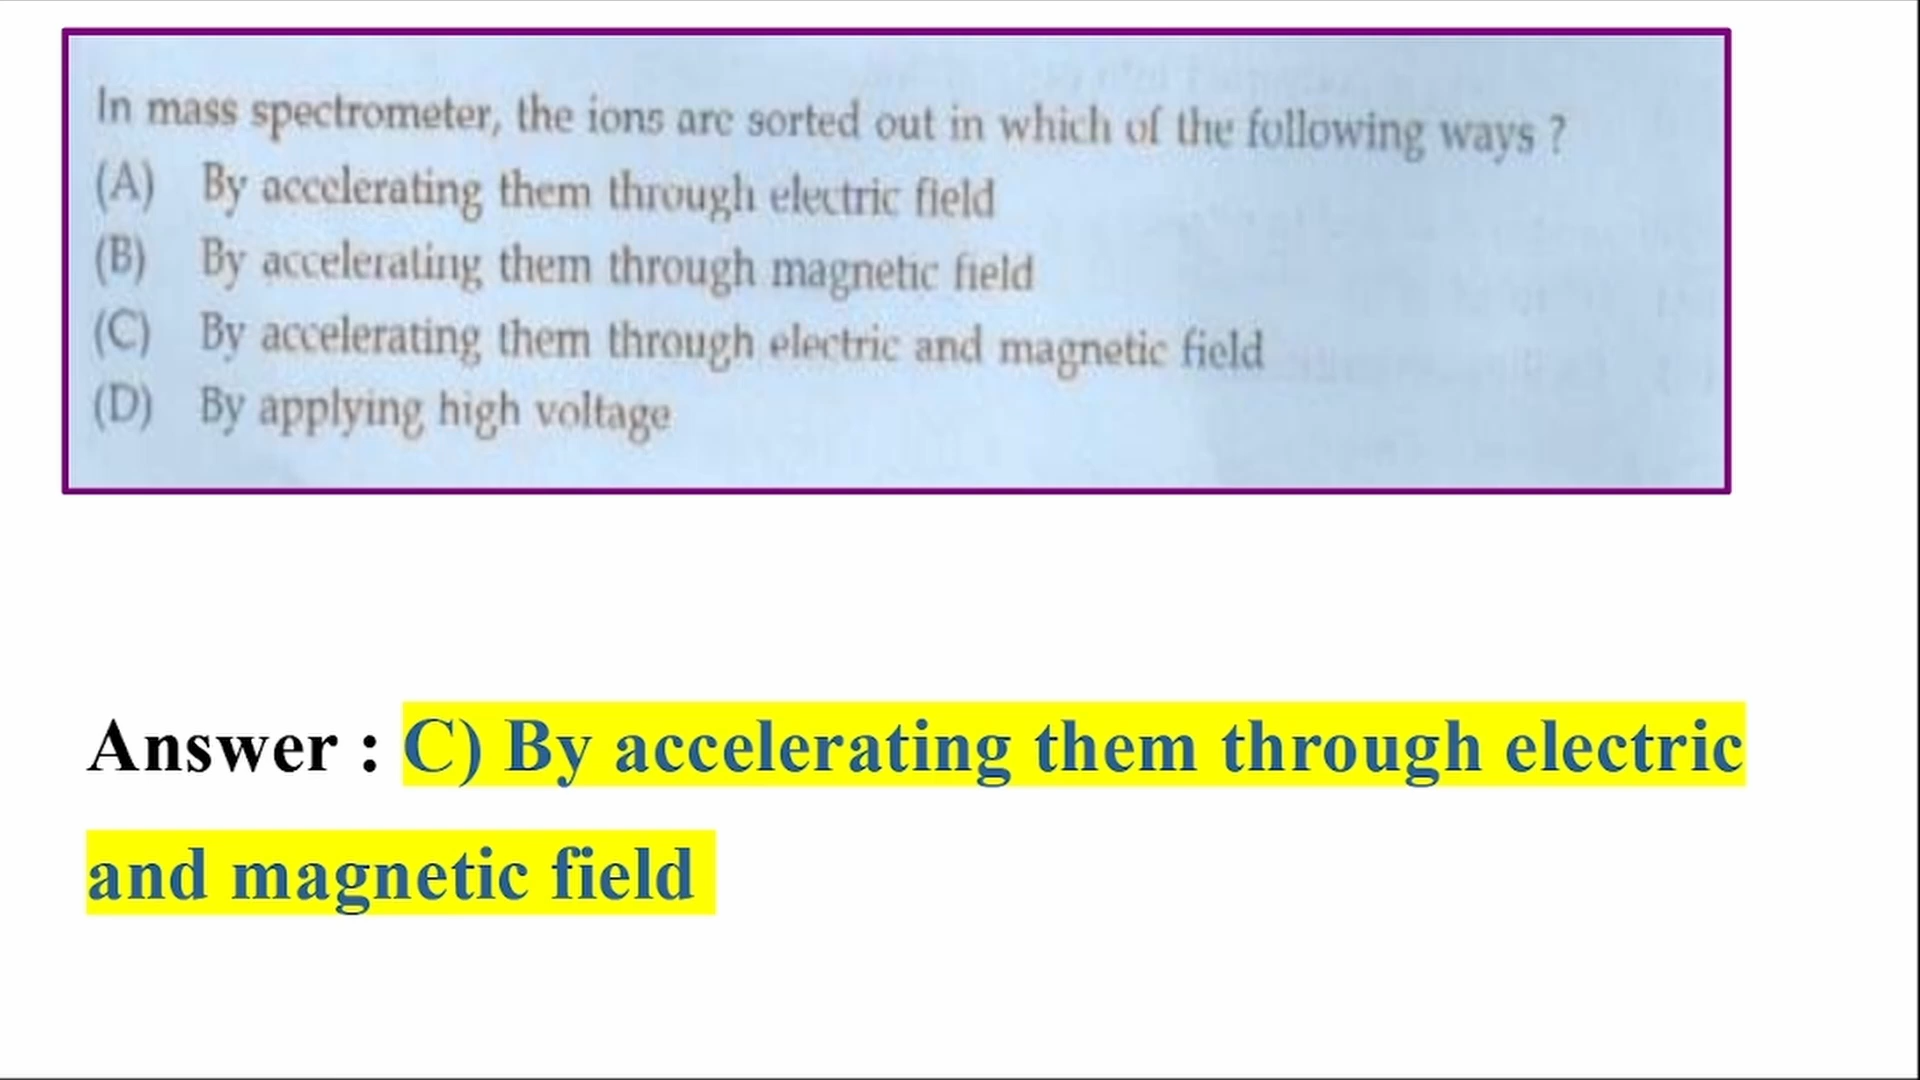 In mass spectrometer, the ions are sorted out in which of the following ways ?
(A) By accelerating them through electric field
(B) By accelerating them through magnetic field
(C) By accelerating them through electric and magnetic field
(D) By applying high voltage
Answer : C) By accelerating them through electric
and magnetic field